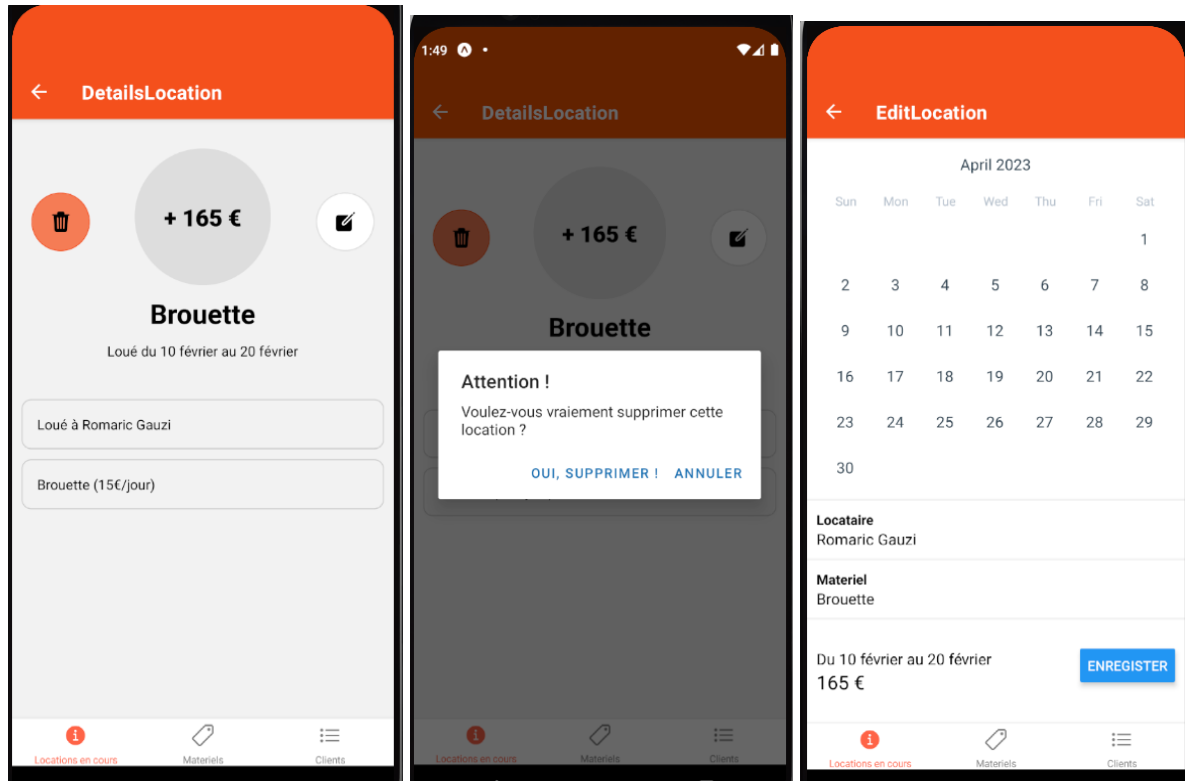 DetailsLocation
+ 165 €
Brouette
Loué du 10 février au 20 février
Loué à Romaric Gauzi
Brouette (15€/jour)
Locations en cours
Materiels
Clients
1:49
DetailsLocation
+ 165 €
Brouette
Attention !
Voulez-vous vraiment supprimer cette
location ?
OUI, SUPPRIMER ! ANNULER
Locations en cours
Materiels
Clients
EditLocation
April 2023
Sun Mon Tue Wed Thu Fri Sat
1
2 3 4 5 6 7 8
9 10 11 12 13 14 15
16 17 18 19 20 21 22
23 24 25 26 27 28 29
30
Locataire
Romaric Gauzi
Materiel
Brouette
Du 10 février au 20 février
165 €
ENREGISTER
Locations en cours
Materiels
Clients